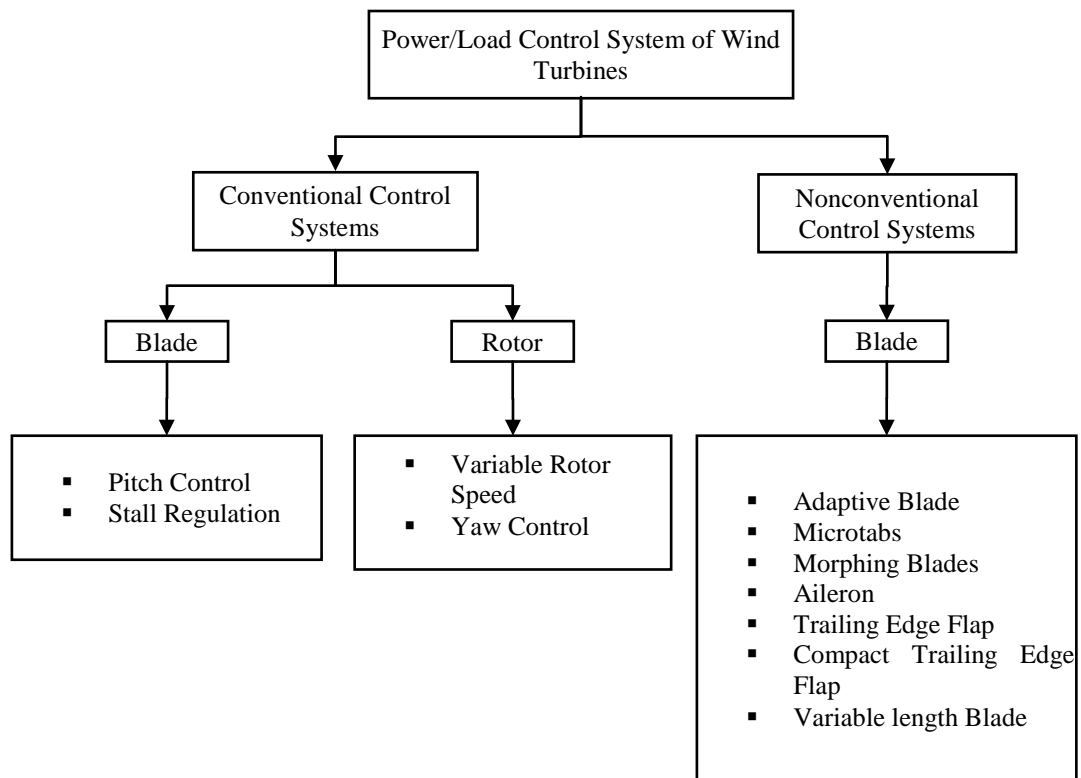 Power/Load Control System of Wind
Turbines
Conventional Control
Systems
Nonconventional
Control Systems
Blade
Rotor
Blade
▪ Pitch Control
▪ Stall Regulation
▪ Variable Rotor
Speed
▪ Yaw Control
▪ Adaptive Blade
▪ Microtabs
▪ Morphing Blades
▪ Aileron
▪ Trailing Edge Flap
▪ Compact Trailing Edge
Flap
▪ Variable length Blade